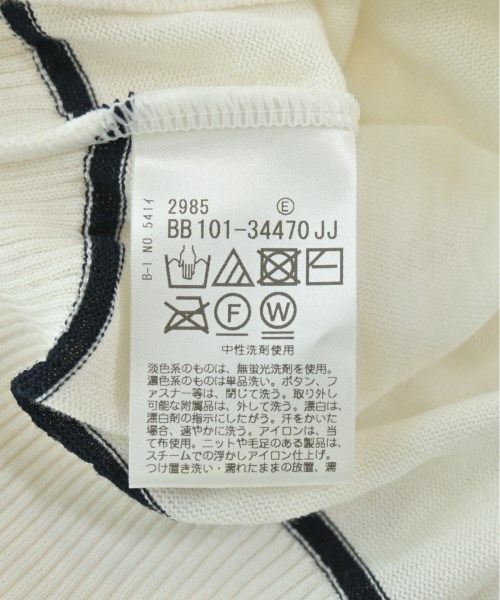 2985 Ⓔ
BB 101-34470 JJ
B-1 NO.541イ
F W
中性洗剤使用
淡色系のものは、無蛍光洗剤を使用。
濃色系のものは単品洗い。ボタン、フ
ァスナー等は、閉じて洗う。取り外し
可能な附属品は、外して洗う。漂白は、
漂白剤の指示にしたがう。汗をかいた
場合、速やかに洗う。アイロンは、当
て布使用。ニットや毛足のある製品は、
スチームでの浮かしアイロン仕上げ。
つけ置き洗い・濡れたままの放置、濡